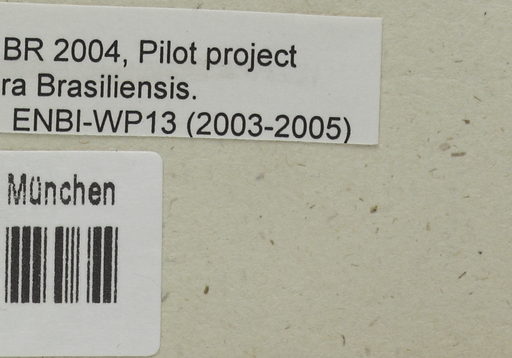 BR 2004, Pilot project
ra Brasiliensis.
ENBI-WP13 (2003-2005)
München